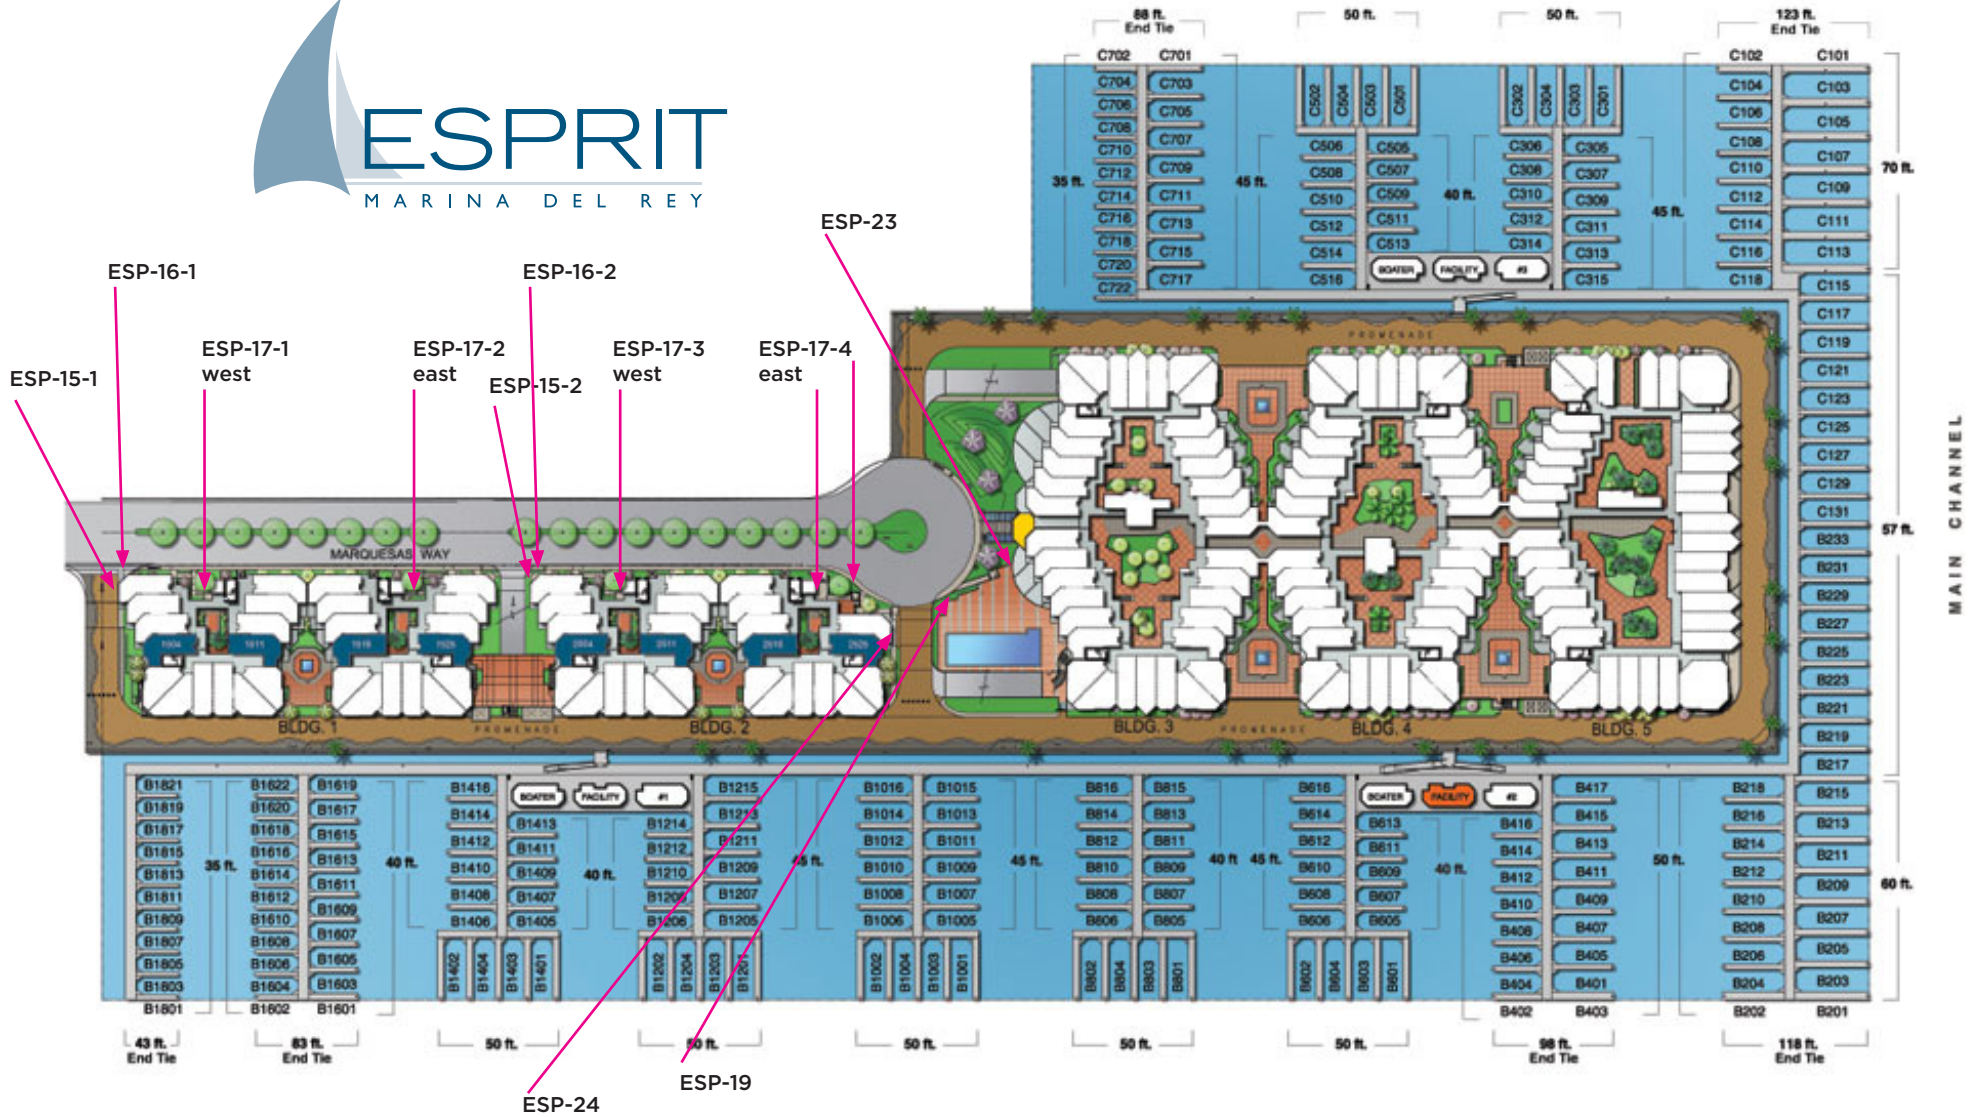 ESPRIT
MARINA DEL REY
88 ft.
End Tie
50 ft.
50 ft.
123 ft.
End Tie
C702 C701
C704 C703
C706 C705
C708 C707
C710 C709
C712 C711
C714 C713
C716 C715
C718 C717
C720
C722
35 ft.
45 ft.
C502 C504 C503 C501
C506 C505
C508 C507
C510 C509
C512 C511
C514 C513
C516
40 ft.
C302 C304 C303 C301
C306 C305
C308 C307
C310 C309
C312 C311
C314 C313
C315
45 ft.
BOATER FACILITY #3
C102 C101
C104 C103
C106 C105
C108 C107
C110 C109
C112 C111
C114 C113
C116 C115
C118 C117
C119
C121
C123
C125
C127
C129
C131
B233
B231
B229
B227
B225
B223
B221
B219
B217
70 ft.
57 ft.
MAIN CHANNEL
ESP-23
ESP-16-1
ESP-16-2
ESP-17-1
west
ESP-17-2
east
ESP-17-3
west
ESP-17-4
east
ESP-15-1
ESP-15-2
PROMENADE
MARQUESAS WAY
1904 1911 1919 1925
2511
BLDG. 1
PROMENADE
BLDG. 2
BLDG. 3
PROMENADE
BLDG. 4
BLDG. 5
B1821
B1819
B1817
B1815
B1813
B1811
B1809
B1807
B1805
B1803
B1801
35 ft.
B1622 B1619
B1620 B1617
B1618 B1615
B1616 B1613
B1614 B1611
B1612 B1609
B1610 B1607
B1608 B1605
B1606 B1603
B1604 B1601
B1602
40 ft.
BOATER FACILITY #1
B1416 B1413
B1414 B1411
B1412 B1409
B1410 B1407
B1408 B1405
B1406
B1402 B1404 B1403 B1401
40 ft.
B1214 B1215
B1212 B1213
B1210 B1211
B1208 B1209
B1206 B1207
B1205
B1202 B1204 B1203 B1201
45 ft.
B1016 B1015
B1014 B1013
B1012 B1011
B1010 B1009
B1008 B1007
B1006 B1005
B1002 B1004 B1003 B1001
45 ft.
B816 B815
B814 B813
B812 B811
B810 B809
B808 B807
B806 B805
B802 B804 B803 B801
40 ft 45 ft.
BOATER FACILITY #2
B616 B613
B614 B611
B612 B609
B610 B607
B608 B605
B606
B602 B604 B603 B601
40 ft.
B416 B417
B414 B415
B412 B413
B410 B411
B408 B409
B406 B407
B404 B405
B402 B401
B403
50 ft.
B218 B215
B216 B213
B214 B211
B212 B209
B210 B207
B208 B205
B206 B203
B204 B201
B202
60 ft.
43 ft.
End Tie
83 ft.
End Tie
50 ft.
50 ft.
50 ft.
50 ft.
50 ft.
98 ft.
End Tie
118 ft.
End Tie
ESP-19
ESP-24